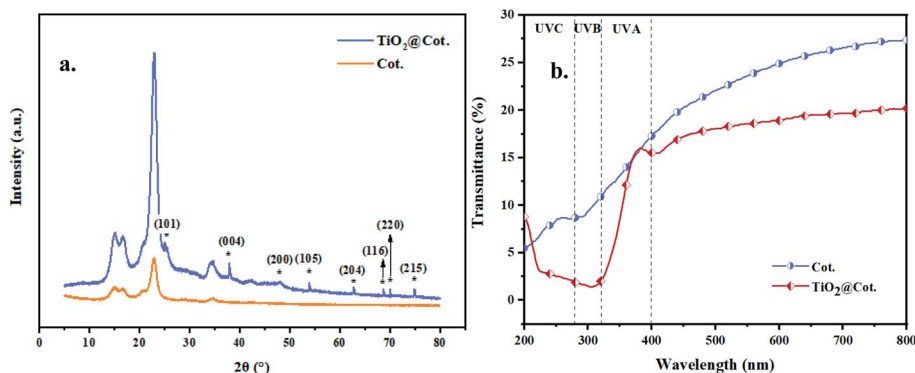 a.
TiO2@Cot.
Cot.
Intensity (a.u.)
(101)
*
(004)
*
(200)
*
(105)
*
(204)
*
(116)
*
(220)
*
(215)
*
0 10 20 30 40 50 60 70 80
2θ (°)
b.
UVC UVB UVA
Transmittance (%)
30
25
20
15
10
5
0
Cot.
TiO2@Cot.
200 300 400 500 600 700 800
Wavelength (nm)